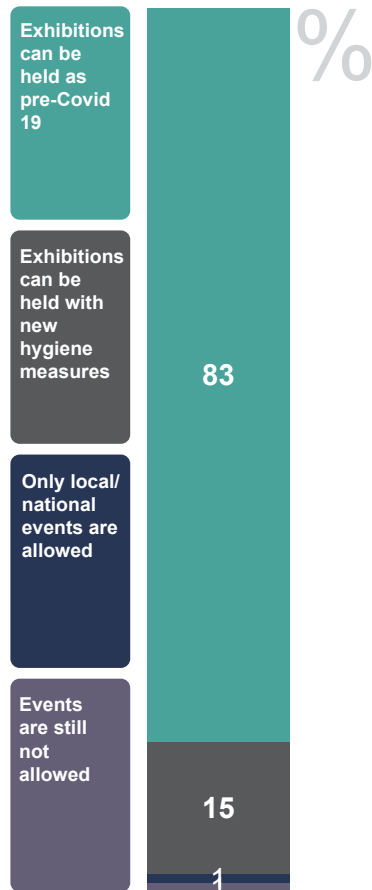 Exhibitions
can be
held as
pre-Covid
19
%
Exhibitions
can be
held with
new
hygiene
measures
83
Only local/
national
events are
allowed
Events
are still
not
allowed
15
1